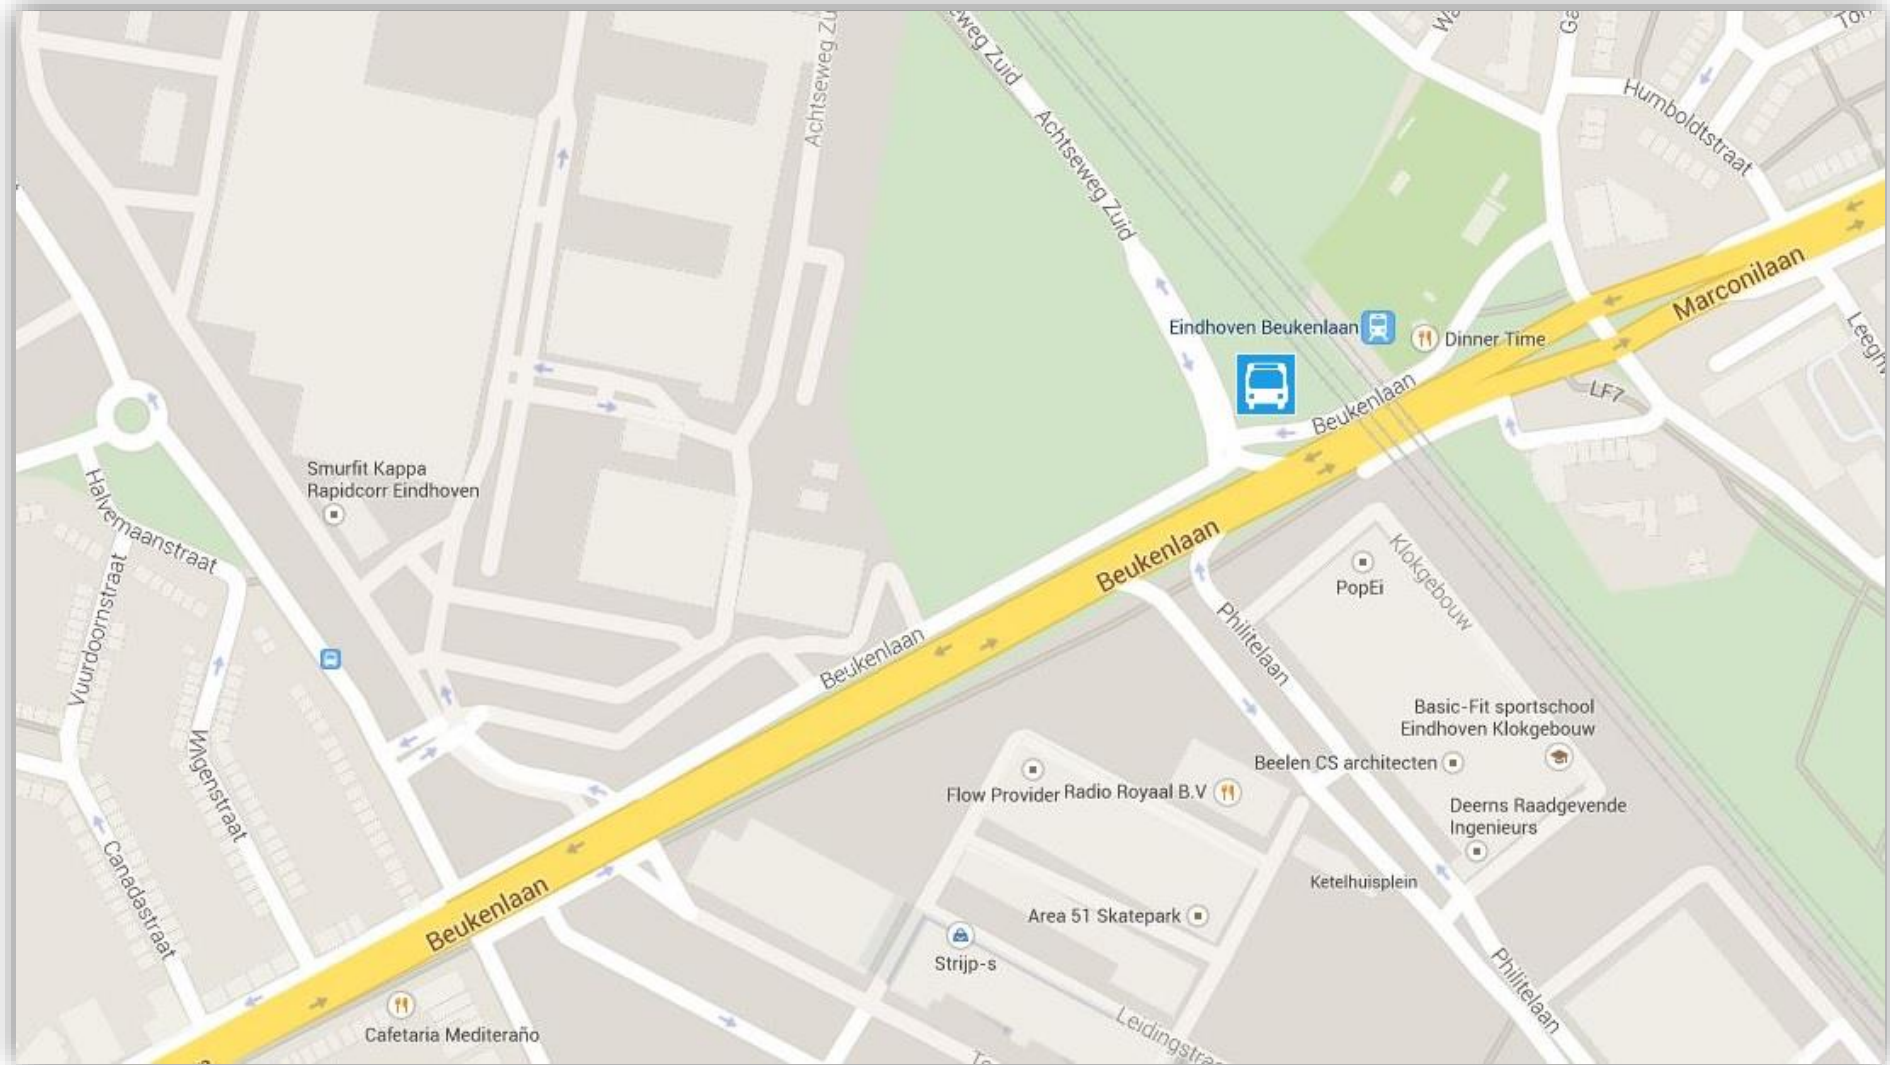 Achtseweg Zuid
Humboldtstraat
Achtseweg Zuid
Marconilaan
Eindhoven Beukenlaan
Dinner Time
Beukenlaan
LF7
Smurfit Kappa
Rapidcorr Eindhoven
Halvemaanstraat
Vuurdoornstraat
Beukenlaan
Klokgebouw
PopEi
Philitelaan
Beukenlaan
Basic-Fit sportschool
Eindhoven Klokgebouw
Beelen CS architecten
Wilgenstraat
Flow Provider
Radio Royaal B.V
Deerns Raadgevende
Ingenieurs
Canadastraat
Ketelhuisplein
Beukenlaan
Area 51 Skatepark
Strijp-s
Philitelaan
Cafetaria Mediteraño